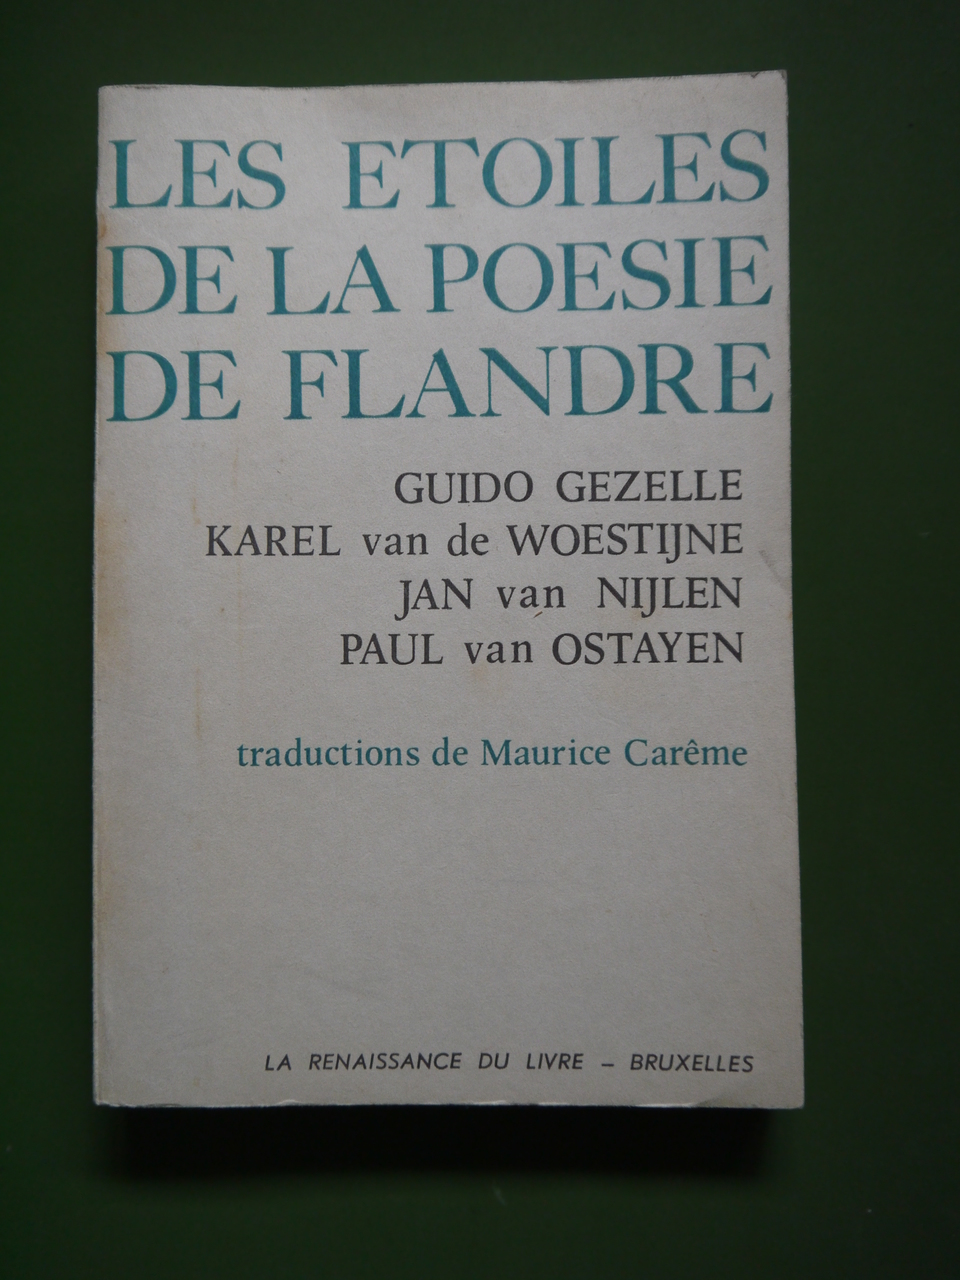 LES ETOILES
DE LA POESIE
DE FLANDRE
GUIDO GEZELLE
KAREL van de WOESTIJNE
JAN van NIJLEN
PAUL van OSTAYEN
traductions de Maurice Carême
LA RENAISSANCE DU LIVRE – BRUXELLES